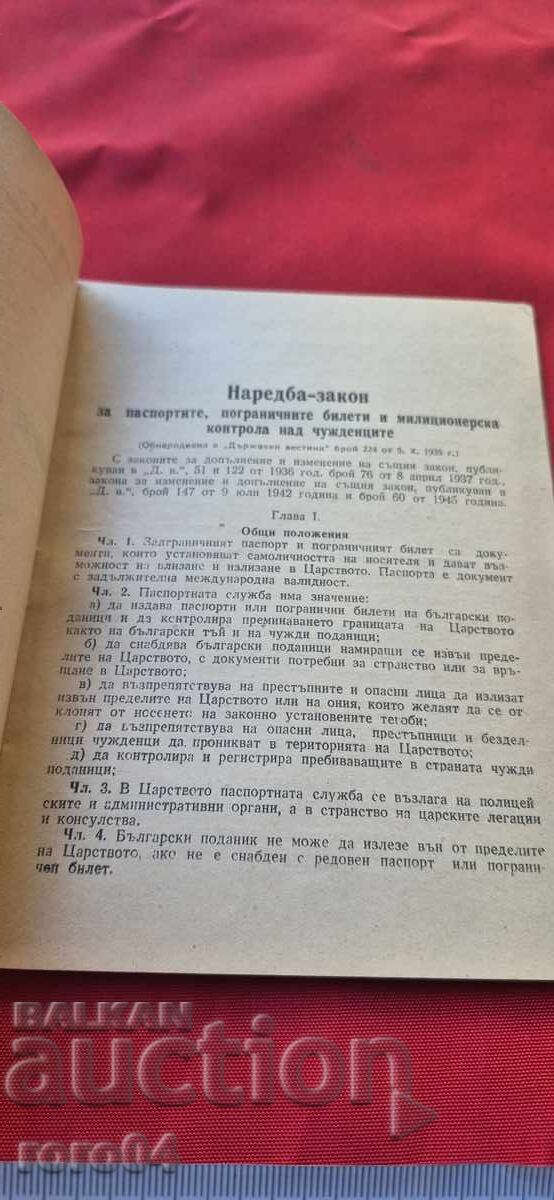 Наредба-закон
за паспортите, пограничните билети и милиционерска
контрола над чужденците
(Обнародвана в „Държавен вестник" брой 224 от 5. X. 1935 г.)
С законите за допълнение и изменение на същия закон, публи-
куван в „Д. в.", 51 и 122 от 1936 год. брой 76 от 8 април 1937 год.,
закона за изменение и допълнение на същия закон, публикуван в
„Д. в.", брой 147 от 9 юли 1942 година и брой 60 от 1945 година.
Глава I.
Общи положения
Чл. 1. Задграничният паспорт и пограничният билет са доку-
менти, които установяват самоличността на носителя и дават въз-
можност на влизане и излизане в Царството. Паспорта е документ
с задължителна международна валидност.
Чл. 2. Паспортната служба има значение:
а) да издава паспорти или погранични билети на български по-
даници и да контролира преминаването границата на Царството
както на български тъй и на чужди поданици;
б) да снабдява български поданици намиращи се извън преде-
лите на Царството, с документи потребни за странство или за връ-
щане в Царството;
в) да възпрепятствува на престъпните и опасни лица да излизат
извън пределите на Царството или на ония, които желаят да се от-
клонят от носенето на законно установените тегоби;
г) да възпрепятствува на опасни лица, престъпници и бездел-
ници чужденци да проникват в територията на Царството;
д) да контролира и регистрира пребиваващите в страната чужди
поданици;
Чл. 3. В Царството паспортната служба се възлага на полицей
ските и административни органи, а в странство на царските легации
и консулства.
Чл. 4. Български поданик не може да излезе вън от пределите
на Царството, ако не е снабден с редовен паспорт или пограни-
чен билет.
BALKAN
auction
roro04